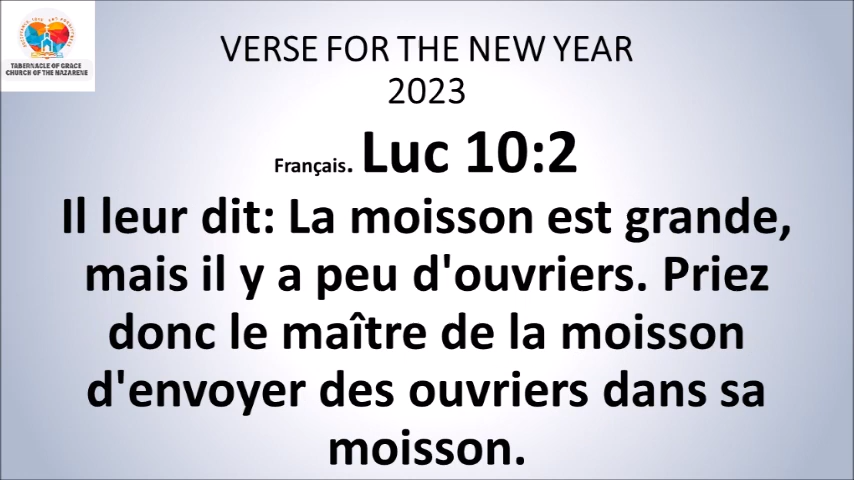 TABERNACLE OF GRACE
CHURCH OF THE NAZARENE
VERSE FOR THE NEW YEAR
2023
Français. Luc 10:2
Il leur dit: La moisson est grande,
mais il y a peu d'ouvriers. Priez
donc le maître de la moisson
d'envoyer des ouvriers dans sa
moisson.